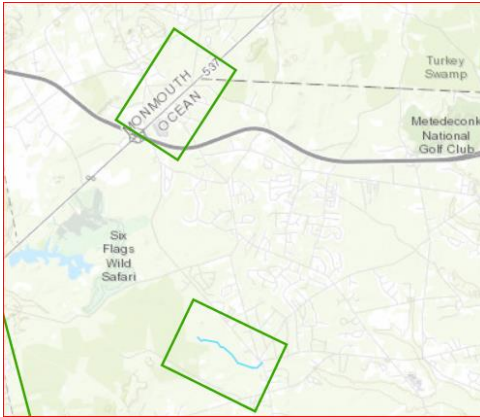 MONMOUTH
OCEAN
537
Turkey
Swamp
Metedeconk
National
Golf Club
Six
Flags
Wild
Safari